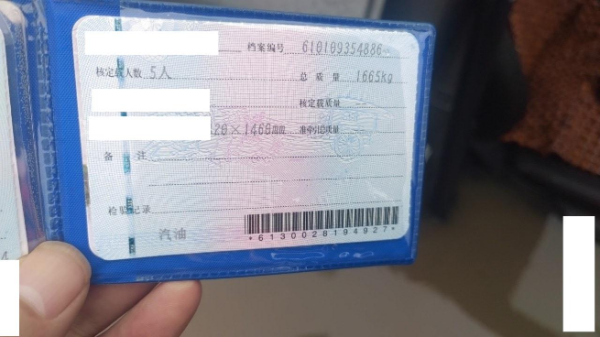 档案编号 610109354886
核定载人数 5人 总质量 1665kg
核定载质量 --
28×1468mm 准牵引总质量 --
备注
检验记录
汽油
*6130028194927*